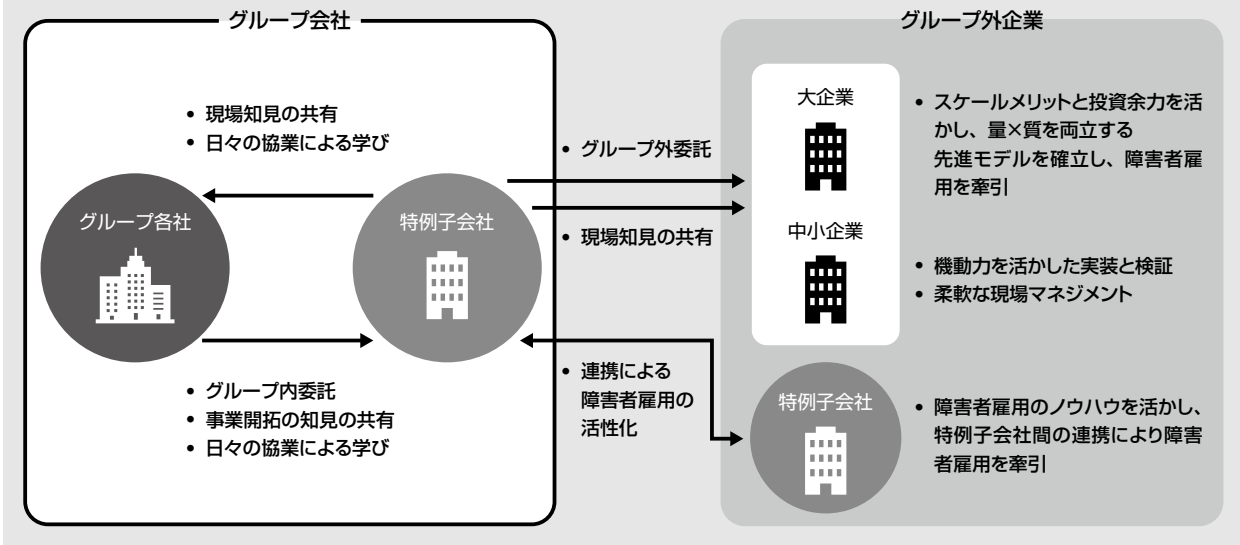 グループ会社
• 現場知見の共有
• 日々の協業による学び
グループ各社
特例子会社
• グループ内委託
• 事業開拓の知見の共有
• 日々の協業による学び
• グループ外委託
• 現場知見の共有
• 連携による
障害者雇用の
活性化
グループ外企業
大企業
• スケールメリットと投資余力を活
かし、量×質を両立する
先進モデルを確立し、障害者雇
用を牽引
中小企業
• 機動力を活かした実装と検証
• 柔軟な現場マネジメント
特例子会社
• 障害者雇用のノウハウを活かし、
特例子会社間の連携により障害
者雇用を牽引